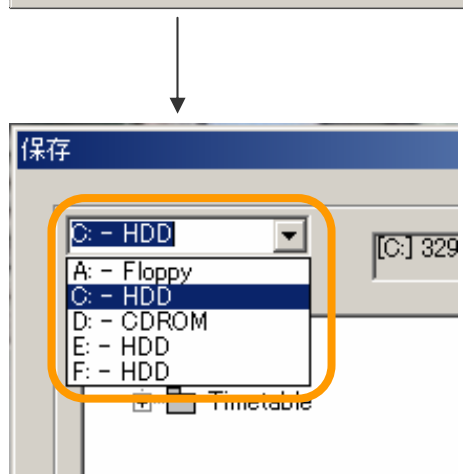 保存
C: - HDD
[C:] 329
A: - Floppy
C: - HDD
D: - CDROM
E: - HDD
F: - HDD
Timetable